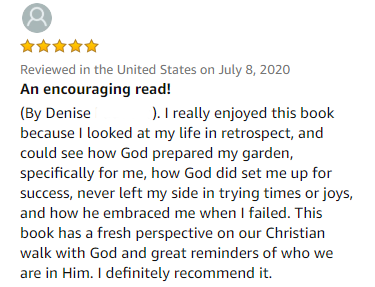 Reviewed in the United States on July 8, 2020
An encouraging read!
(By Denise ). I really enjoyed this book
because I looked at my life in retrospect, and
could see how God prepared my garden,
specifically for me, how God did set me up for
success, never left my side in trying times or joys,
and how he embraced me when I failed. This
book has a fresh perspective on our Christian
walk with God and great reminders of who we
are in Him. I definitely recommend it.